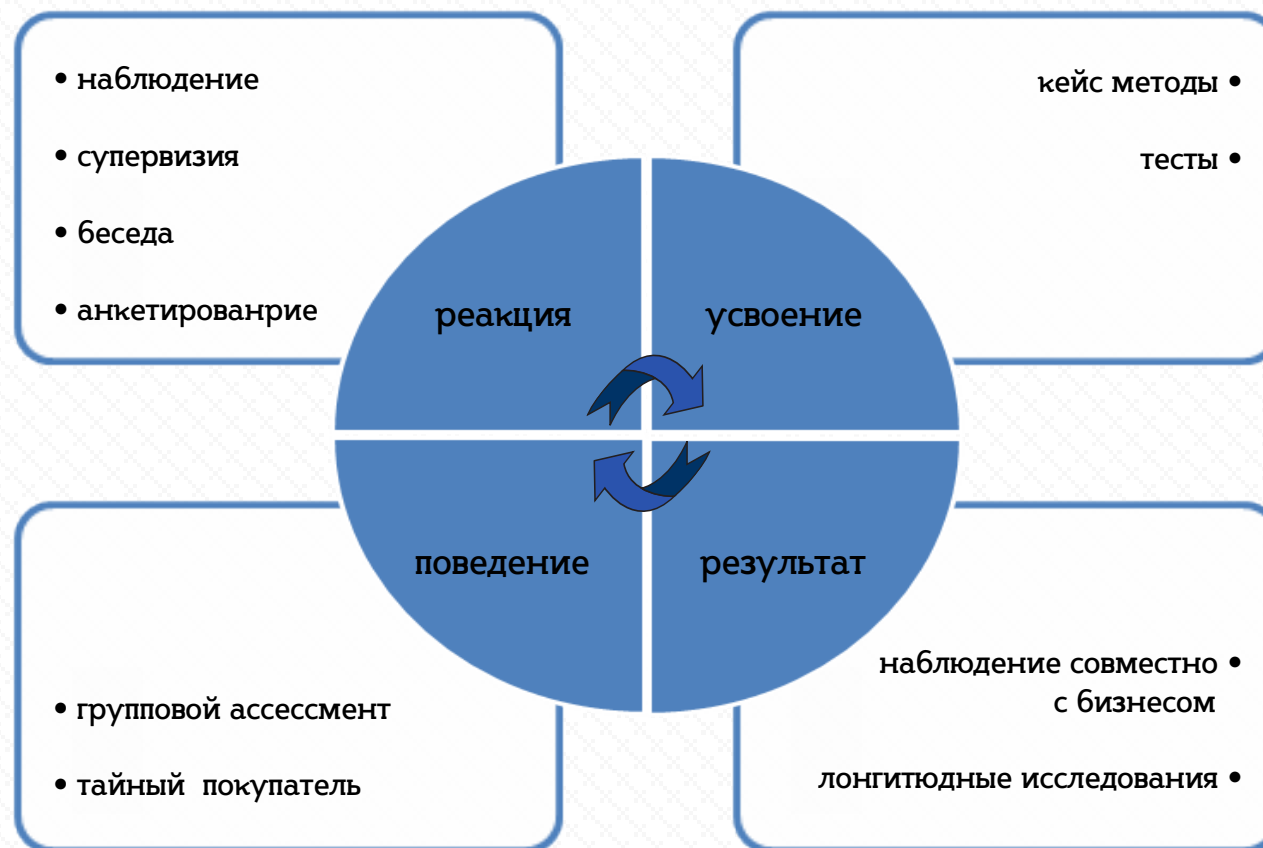 • наблюдение
• супервизия
• беседа
• анкетированрие
кейс методы •
тесты •
реакция
усвоение
поведение
результат
• групповой ассессмент
• тайный покупатель
наблюдение совместно •
с бизнесом
лонгитюдные исследования •